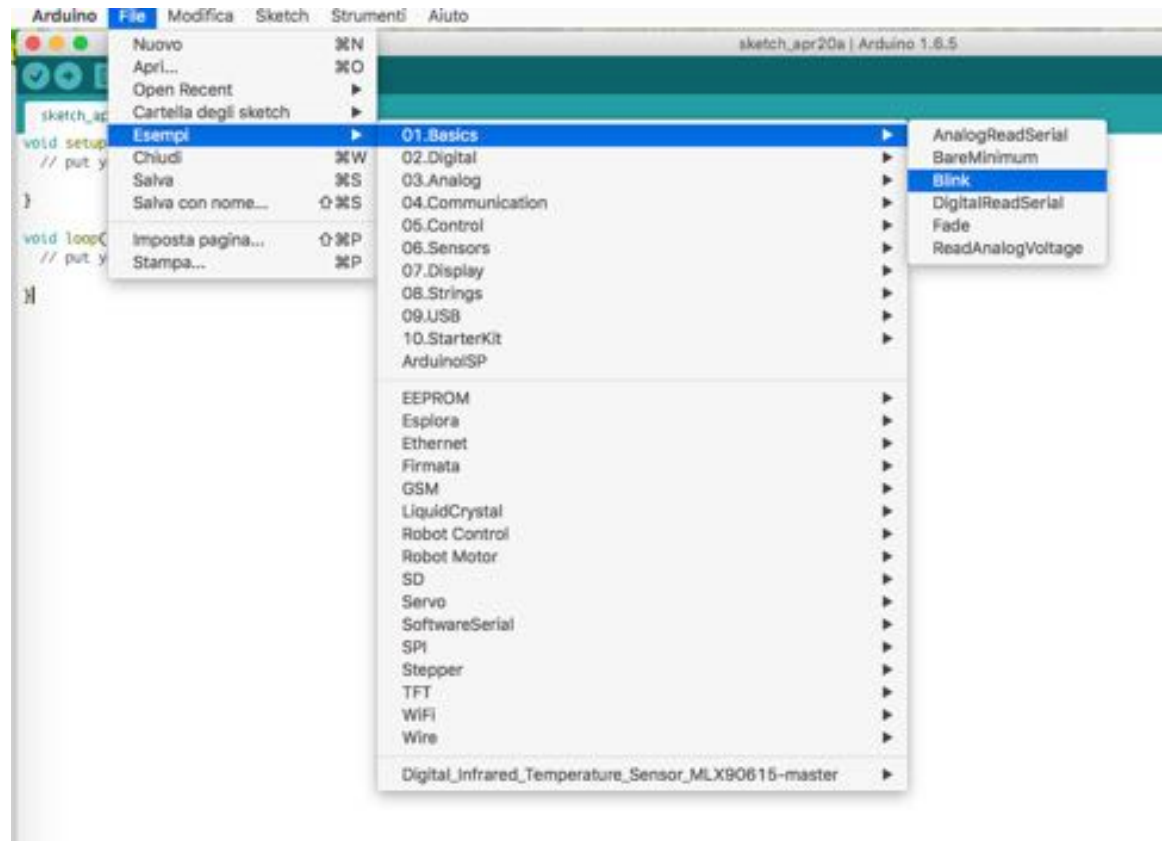 Arduino File Modifica Sketch Strumenti Aiuto
sketch_apr20a | Arduino 1.6.5
Nuovo ⌘N
Apri... ⌘O
Open Recent ▶
Cartella degli sketch ▶
Esempi ▶
Chiudi ⌘W
Salva ⌘S
Salva con nome... ⇧⌘S
Imposta pagina... ⇧⌘P
Stampa... ⌘P
sketch_ap
void setup
// put y
}
void loop(
// put y
}
01.Basics ▶
02.Digital ▶
03.Analog ▶
04.Communication ▶
05.Control ▶
06.Sensors ▶
07.Display ▶
08.Strings ▶
09.USB ▶
10.StarterKit ▶
ArduinoISP
EEPROM ▶
Esplora ▶
Ethernet ▶
Firmata ▶
GSM ▶
LiquidCrystal ▶
Robot Control ▶
Robot Motor ▶
SD ▶
Servo ▶
SoftwareSerial ▶
SPI ▶
Stepper ▶
TFT ▶
WiFi ▶
Wire ▶
Digital_Infrared_Temperature_Sensor_MLX90615-master ▶
AnalogReadSerial
BareMinimum
Blink
DigitalReadSerial
Fade
ReadAnalogVoltage